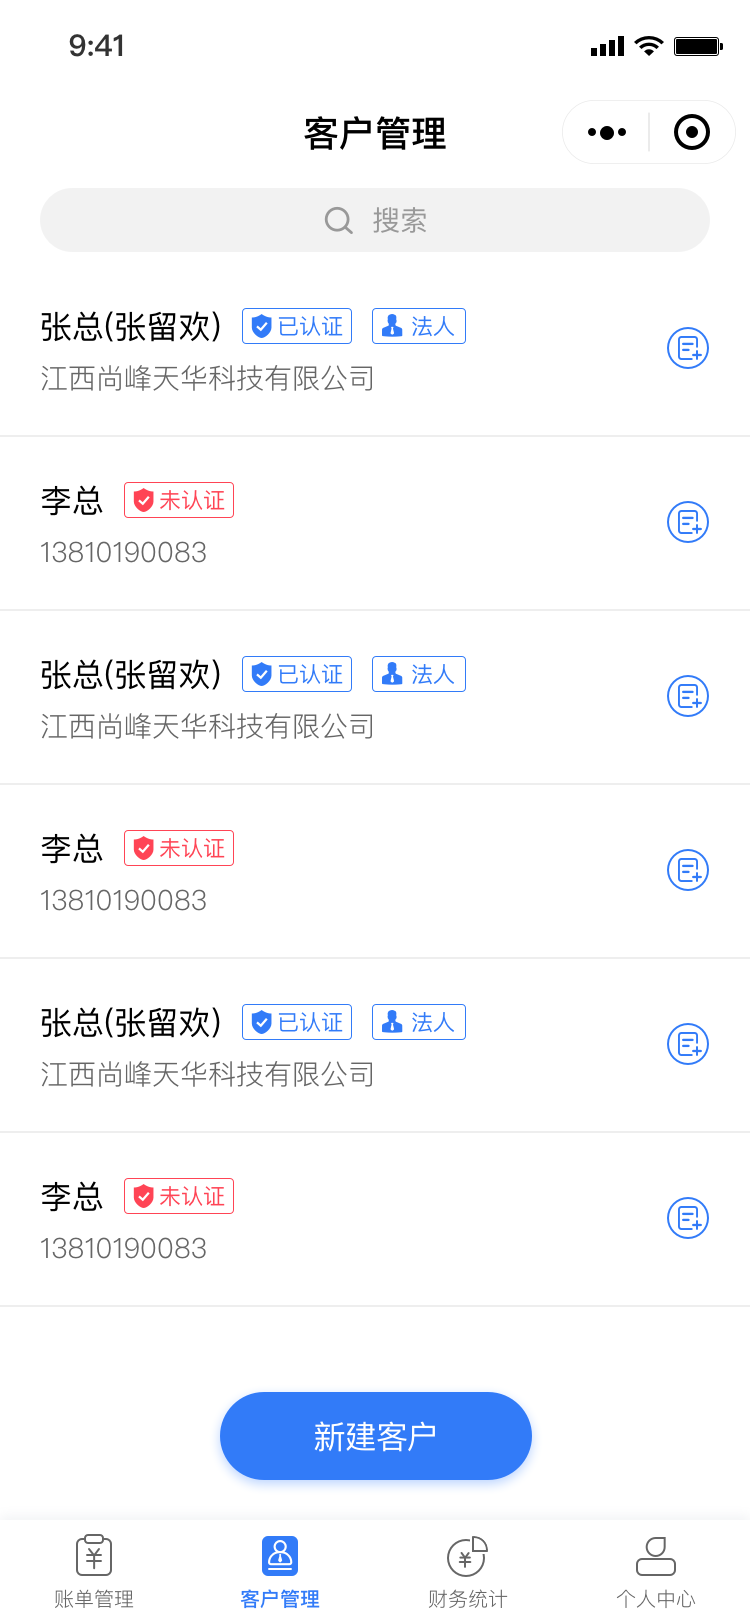 9:41
客户管理
搜索
张总(张留欢) 已认证 法人
江西尚峰天华科技有限公司
李总 未认证
13810190083
张总(张留欢) 已认证 法人
江西尚峰天华科技有限公司
李总 未认证
13810190083
张总(张留欢) 已认证 法人
江西尚峰天华科技有限公司
李总 未认证
13810190083
新建客户
账单管理 客户管理 财务统计 个人中心